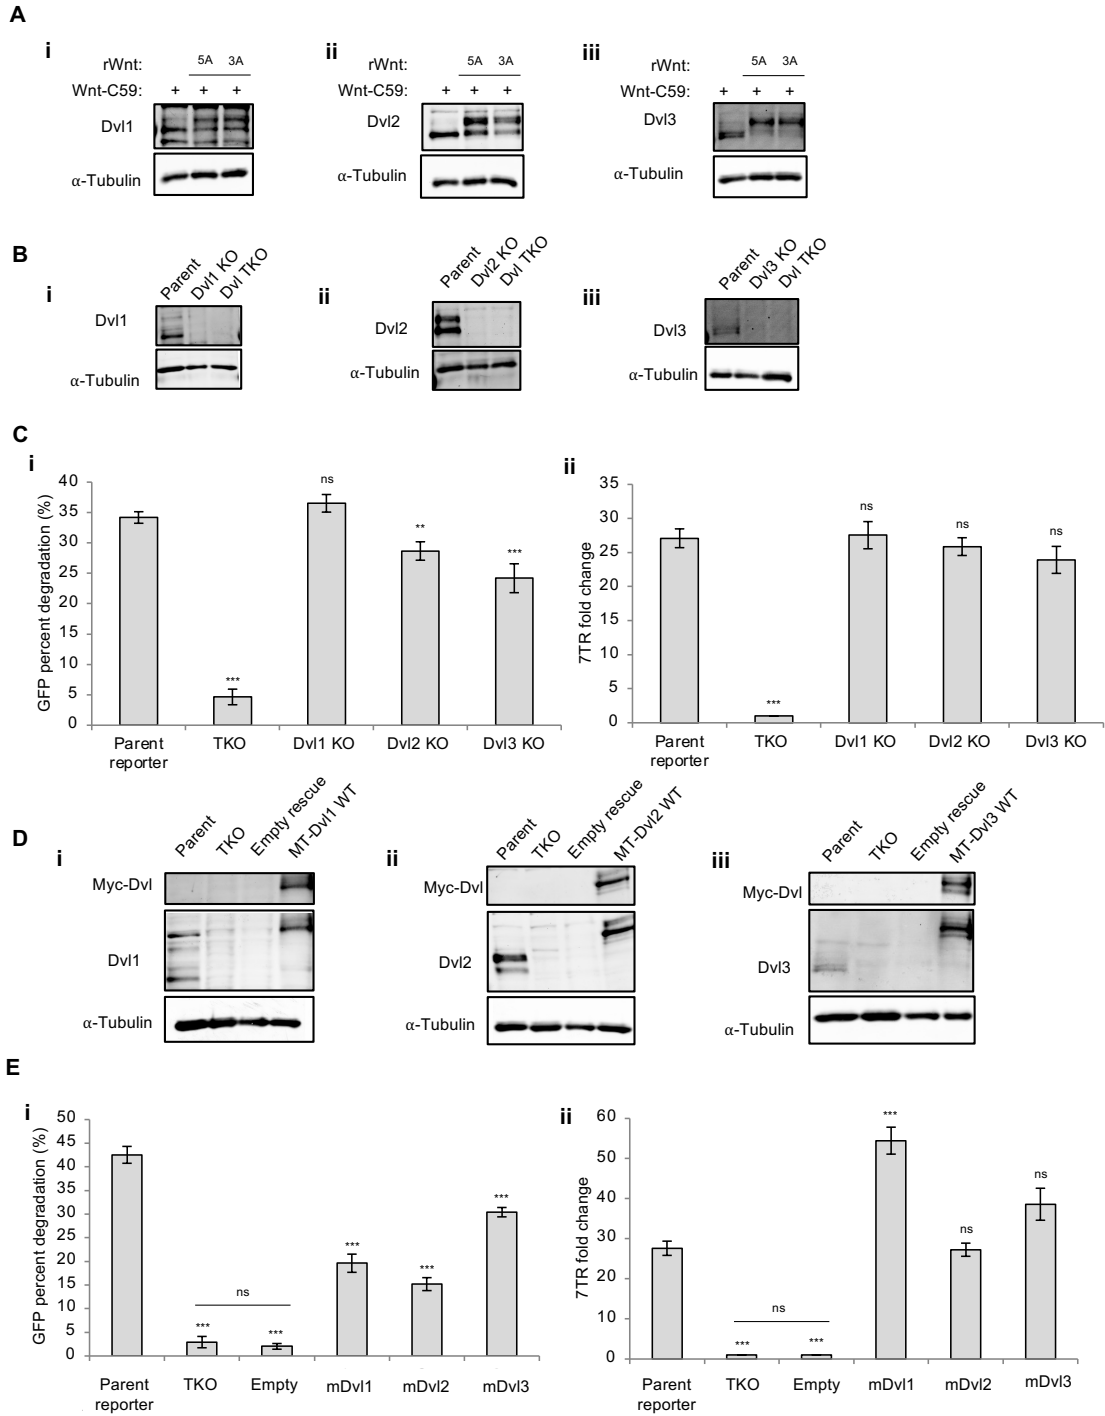 A
i
rWnt:
5A 3A
Wnt-C59:
+ + +
Dvl1
α-Tubulin
ii
rWnt:
5A 3A
Wnt-C59:
+ + +
Dvl2
α-Tubulin
iii
rWnt:
5A 3A
Wnt-C59:
+ + +
Dvl3
α-Tubulin
B
i
Parent
Dvl1 KO
Dvl TKO
Dvl1
α-Tubulin
ii
Parent
Dvl2 KO
Dvl TKO
Dvl2
α-Tubulin
iii
Parent
Dvl3 KO
Dvl TKO
Dvl3
α-Tubulin
C
i
GFP percent degradation (%)
40
35
30
25
20
15
10
5
0
***
ns
**
***
Parent reporter
TKO
Dvl1 KO
Dvl2 KO
Dvl3 KO
ii
7TR fold change
35
30
25
20
15
10
5
0
***
ns
ns
ns
Parent reporter
TKO
Dvl1 KO
Dvl2 KO
Dvl3 KO
D
i
Parent
TKO
Empty rescue
MT-Dvl1 WT
Myc-Dvl
Dvl1
α-Tubulin
ii
Parent
TKO
Empty rescue
MT-Dvl2 WT
Myc-Dvl
Dvl2
α-Tubulin
iii
Parent
TKO
Empty rescue
MT-Dvl3 WT
Myc-Dvl
Dvl3
α-Tubulin
E
i
GFP percent degradation (%)
50
45
40
35
30
25
20
15
10
5
0
ns
***
***
***
***
***
Parent reporter
TKO
Empty
mDvl1
mDvl2
mDvl3
ii
7TR fold change
60
50
40
30
20
10
0
ns
***
***
***
ns
ns
Parent reporter
TKO
Empty
mDvl1
mDvl2
mDvl3